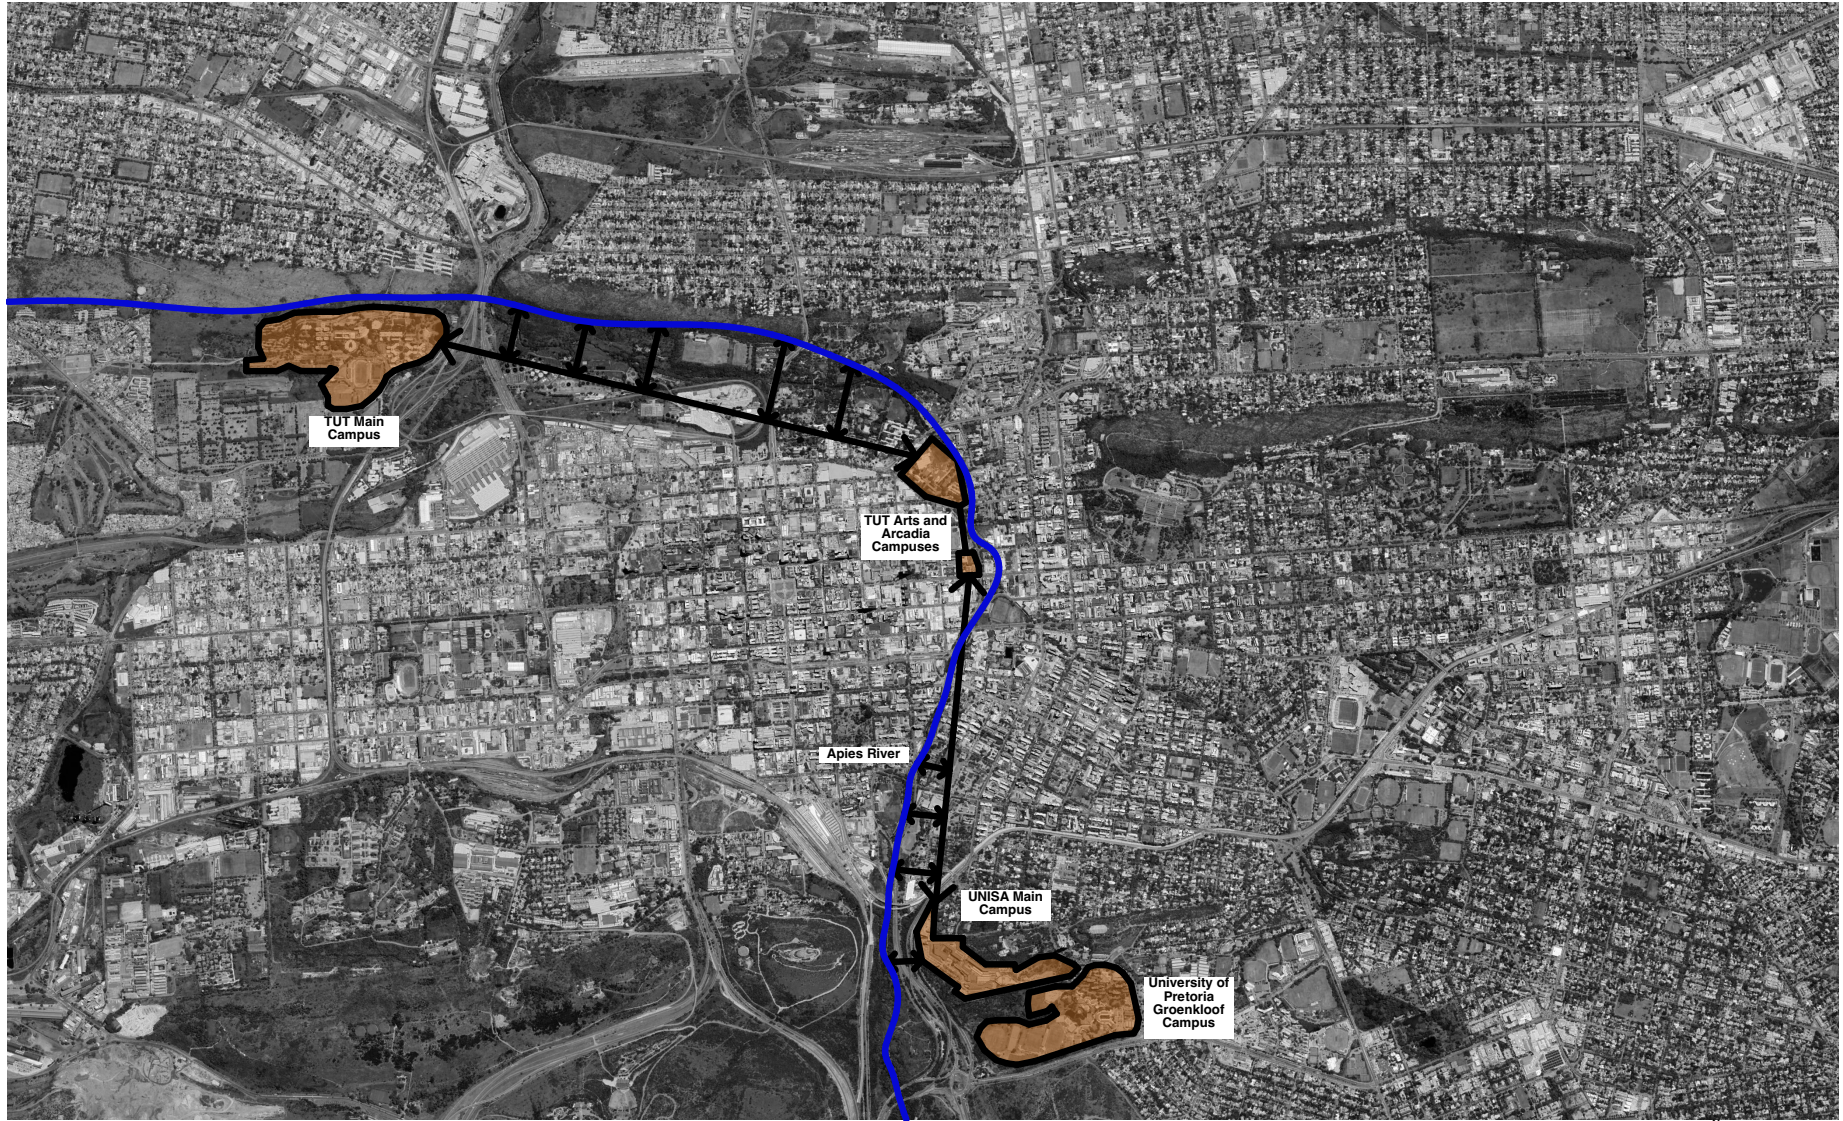 TUT Main
Campus
TUT Arts and
Arcadia
Campuses
Apies River
UNISA Main
Campus
University of
Pretoria
Groenkloof
Campus